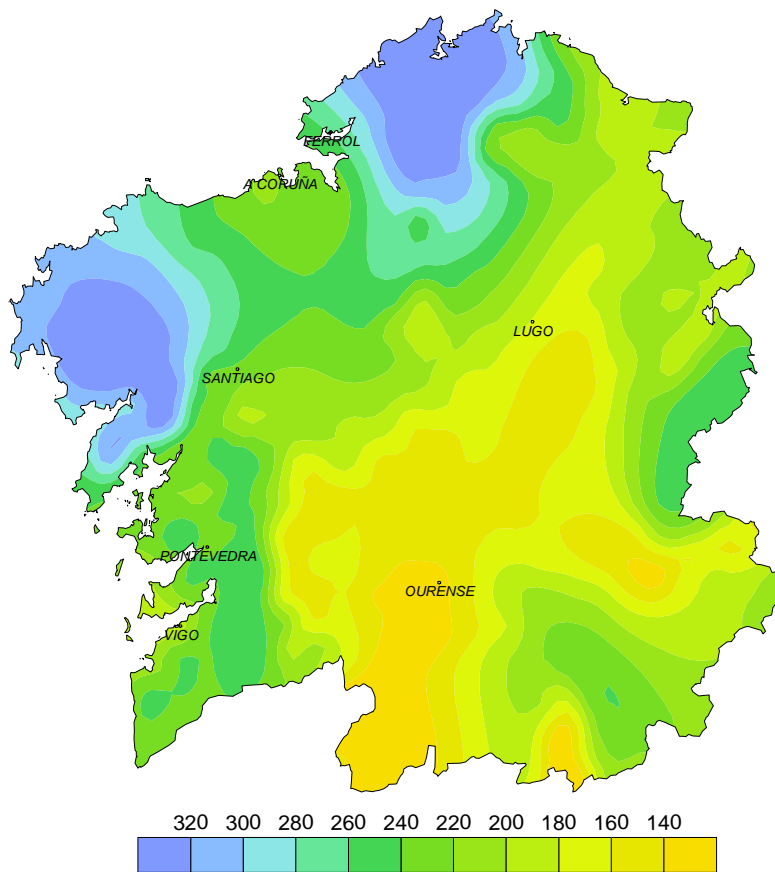 FERROL
A CORUÑA
LUGO
SANTIAGO
PONTEVEDRA
OURENSE
VIGO
320 300 280 260 240 220 200 180 160 140